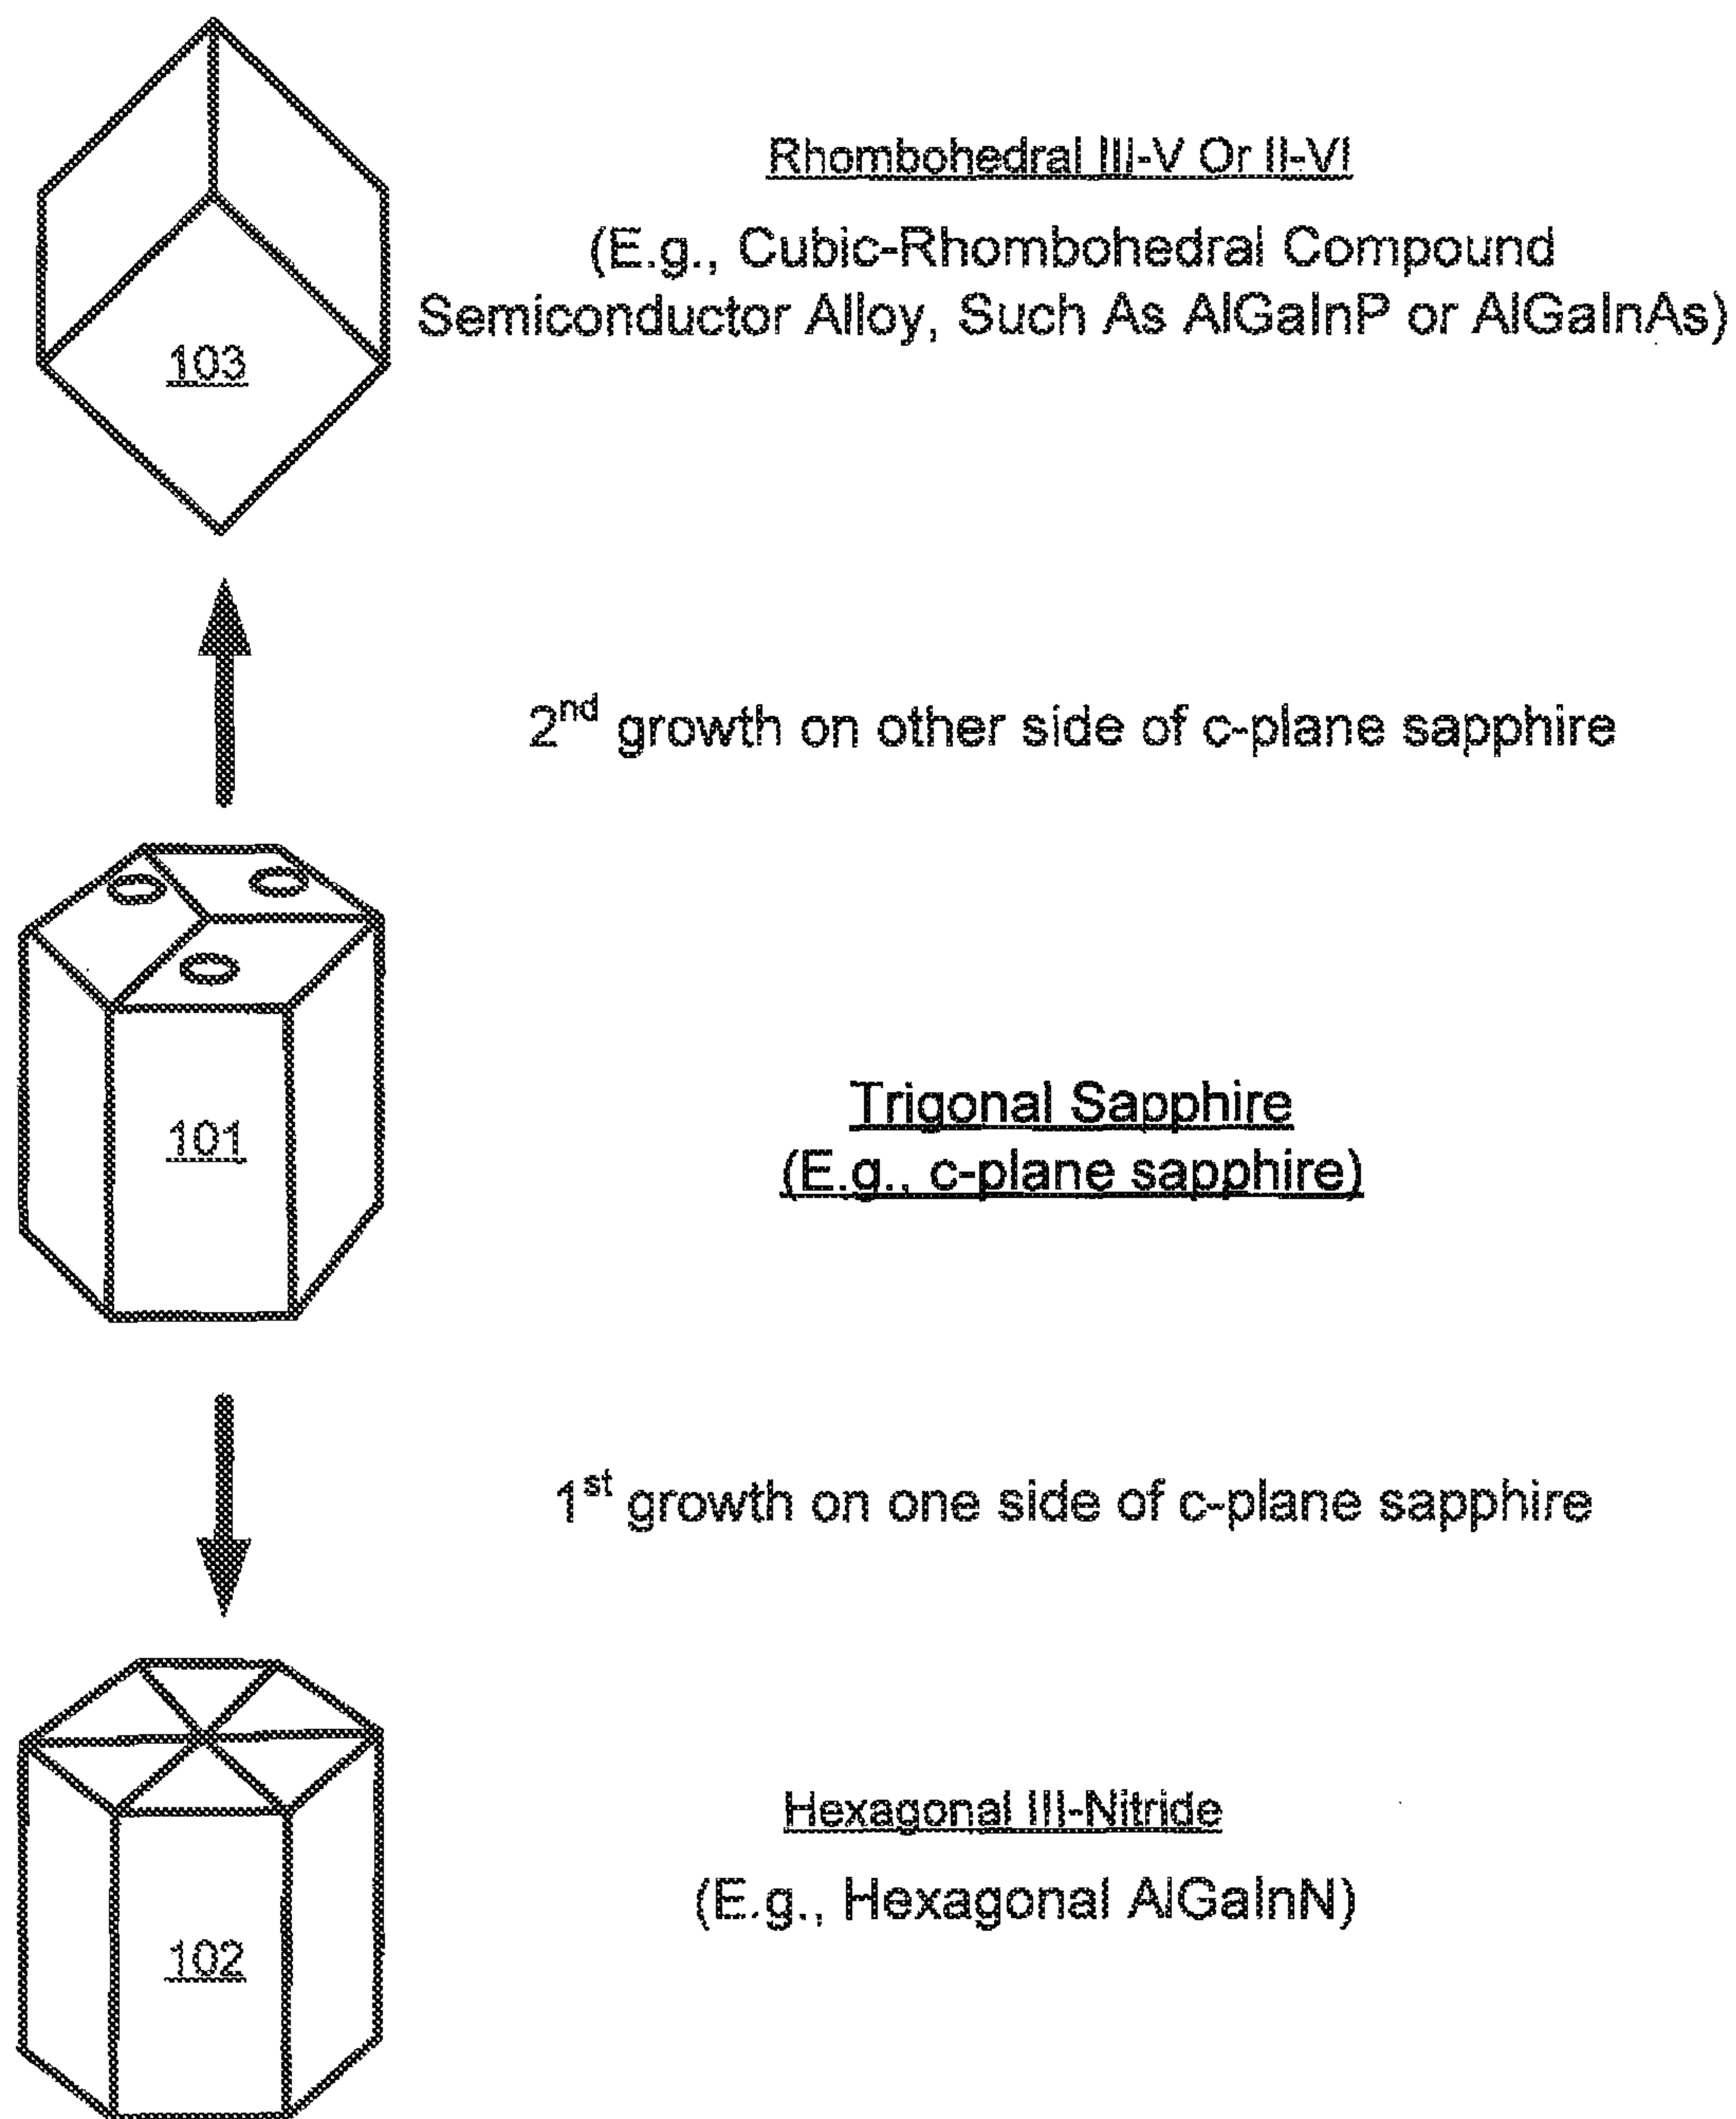 Rhombohedral III-V Or II-VI
(E.g., Cubic-Rhombohedral Compound
Semiconductor Alloy, Such As AlGaInP or AlGaInAs)
103
2nd growth on other side of c-plane sapphire
Trigonal Sapphire
(E.g., c-plane sapphire)
101
1st growth on one side of c-plane sapphire
Hexagonal III-Nitride
(E.g., Hexagonal AlGaInN)
102